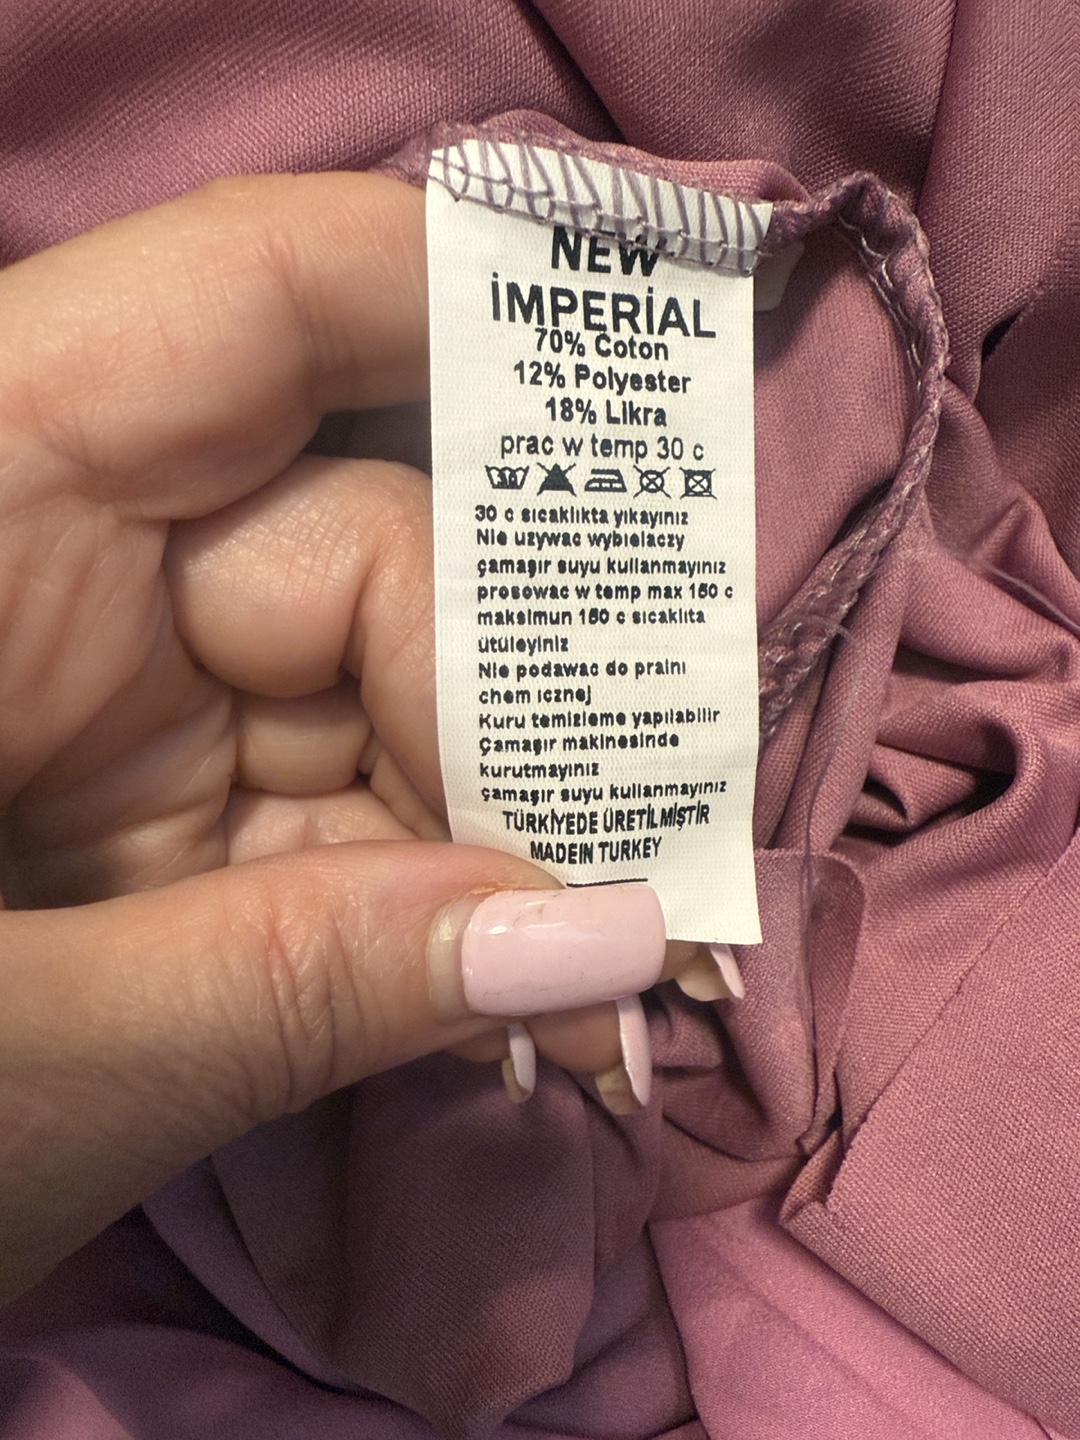 NEW
İMPERİAL
70% Coton
12% Polyester
18% Likra
prac w temp 30 c
30
30 c sıcaklıkta yıkayınız
Nie uzywac wybielaczy
çamaşır suyu kullanmayınız
prosowac w temp max 150 c
maksimun 150 c sıcaklıta
ütüleyiniz
Nie podawac do pralni
chem ıcznej
Kuru temizleme yapılabilir
Çamaşır makinesinde
kurutmayınız
çamaşır suyu kullanmayınız
TÜRKİYEDE ÜRETİLMİŞTİR
MADEIN TURKEY